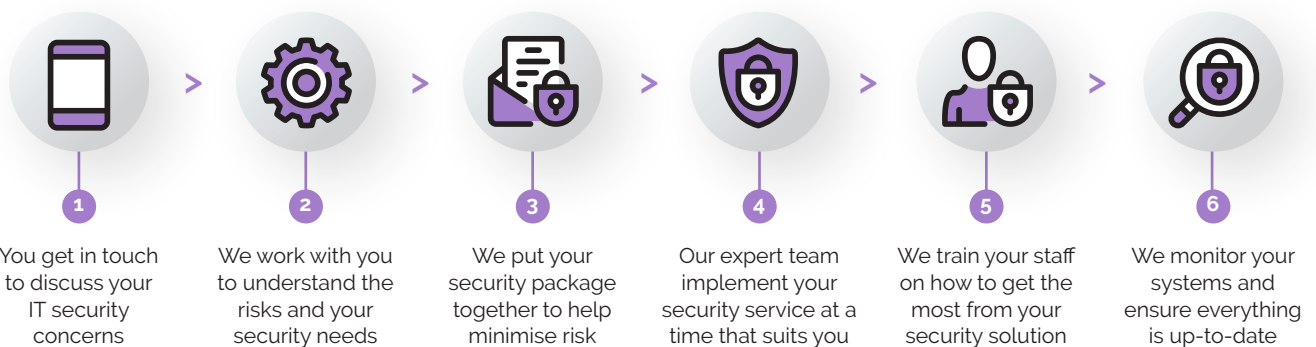 >
>
>
>
>
1
2
3
4
5
6
You get in touch
to discuss your
IT security
concerns
We work with you
to understand the
risks and your
security needs
We put your
security package
together to help
minimise risk
Our expert team
implement your
security service at a
time that suits you
We train your staff
on how to get the
most from your
security solution
We monitor your
systems and
ensure everything
is up-to-date